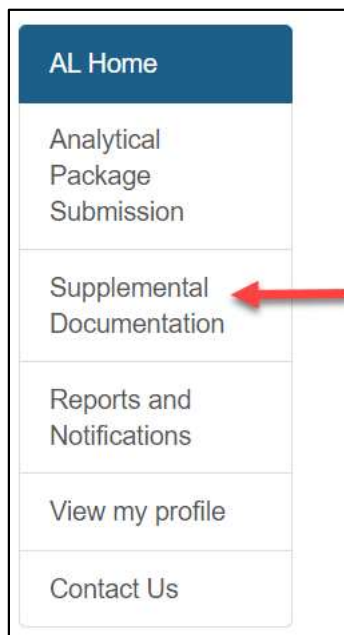 AL Home
Analytical
Package
Submission
Supplemental
Documentation
Reports and
Notifications
View my profile
Contact Us